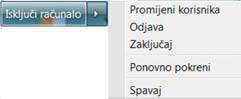 Isključi računalo
Promijeni korisnika
Odjava
Zaključaj
Ponovno pokreni
Spavaj